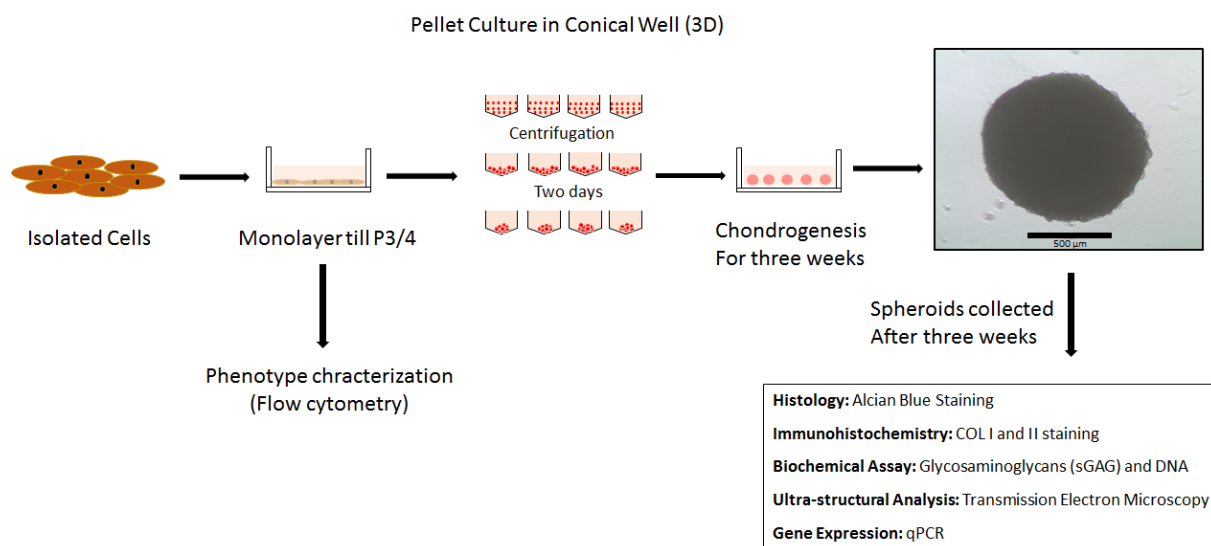 Pellet Culture in Conical Well (3D)
Centrifugation
Two days
Isolated Cells
Monolayer till P3/4
Chondrogenesis
For three weeks
500 µm
Phenotype chracterization
(Flow cytometry)
Spheroids collected
After three weeks
Histology: Alcian Blue Staining
Immunohistochemistry: COL I and II staining
Biochemical Assay: Glycosaminoglycans (sGAG) and DNA
Ultra-structural Analysis: Transmission Electron Microscopy
Gene Expression: qPCR